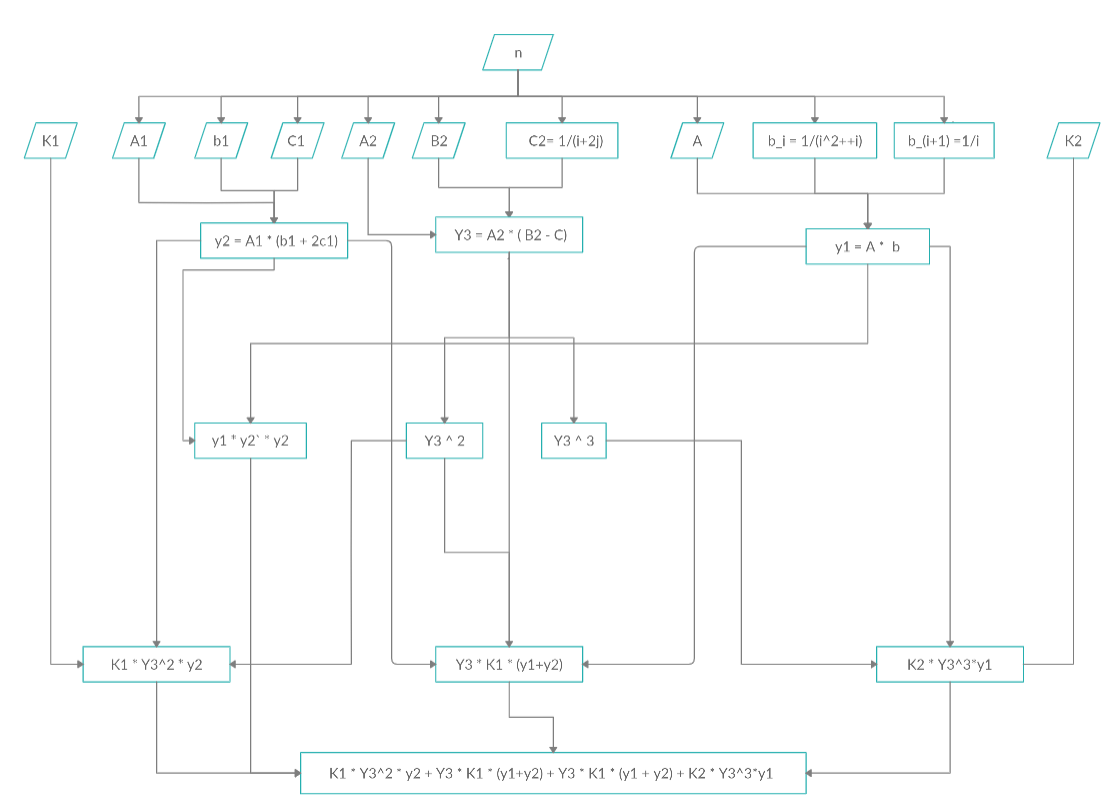 n
K1
A1
b1
C1
A2
B2
C2= 1/(i+2j)
A
b_i = 1/(i^2++i)
b_(i+1) =1/i
K2
y2 = A1 * (b1 + 2c1)
Y3 = A2 * ( B2 - C)
y1 = A * b
y1 * y2` * y2
Y3 ^ 2
Y3 ^ 3
K1 * Y3^2 * y2
Y3 * K1 * (y1+y2)
K2 * Y3^3*y1
K1 * Y3^2 * y2 + Y3 * K1 * (y1+y2) + Y3 * K1 * (y1 + y2) + K2 * Y3^3*y1